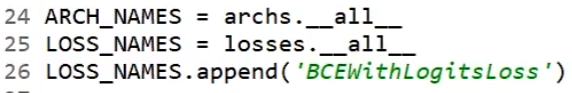 24 ARCH_NAMES = archs.__all__
25 LOSS_NAMES = losses.__all__
26 LOSS_NAMES.append('BCEWithLogitsLoss')